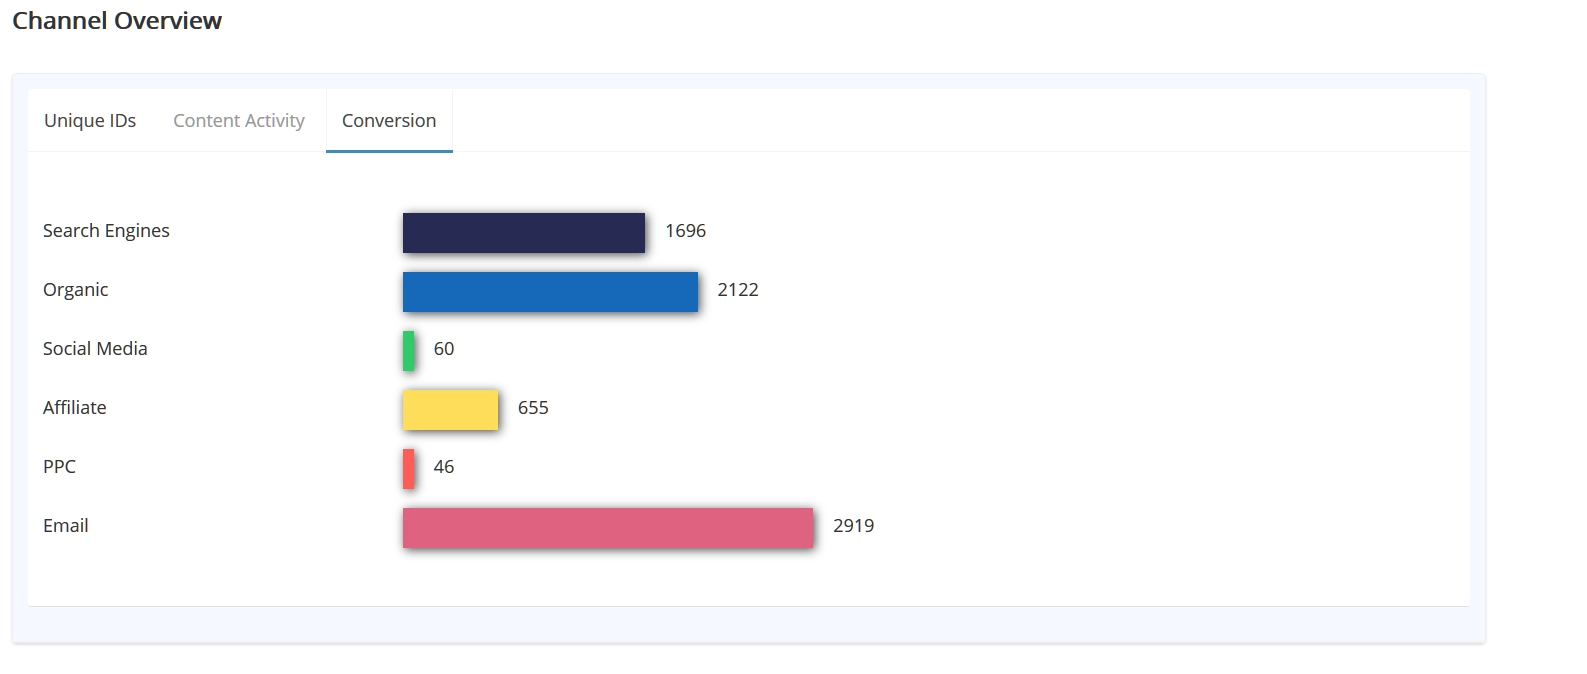 Channel Overview
Unique IDs Content Activity Conversion
Search Engines 1696
Organic 2122
Social Media 60
Affiliate 655
PPC 46
Email 2919